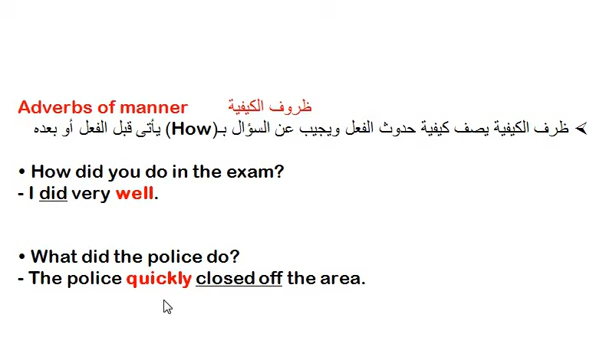 Adverbs of manner ظروف الكيفية
➢ ظرف الكيفية يصف كيفية حدوث الفعل ويجيب عن السؤال بـ(How) يأتى قبل الفعل أو بعده
• How did you do in the exam?
- I did very well.
• What did the police do?
- The police quickly closed off the area.